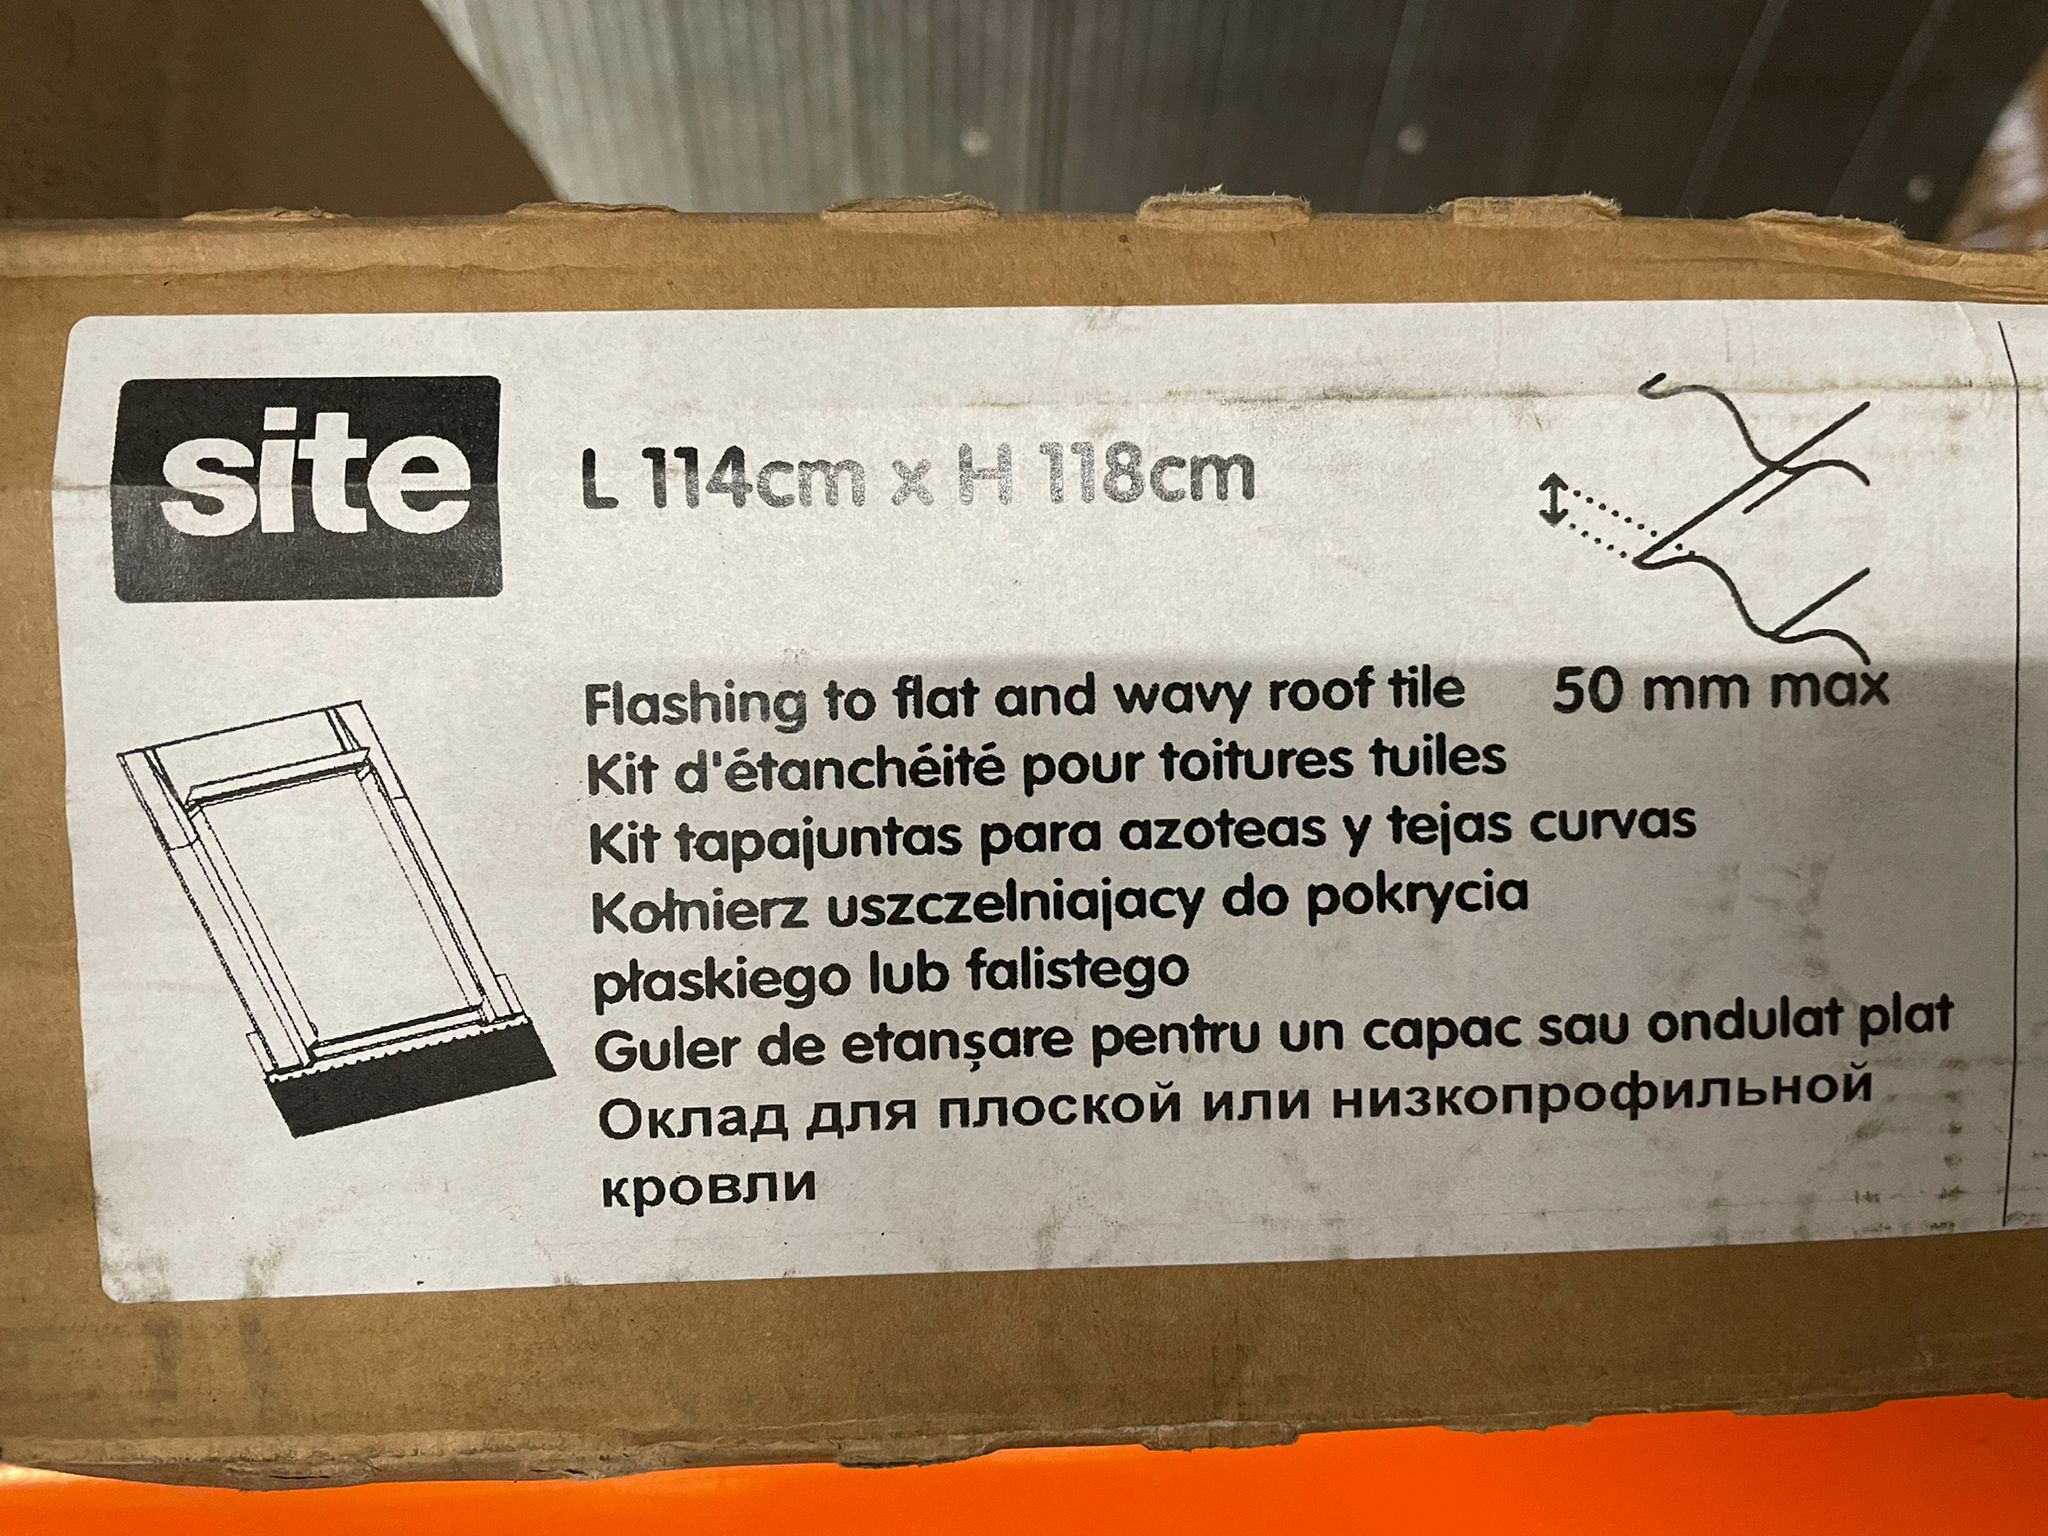 site
L 114cm x H 118cm
Flashing to flat and wavy roof tile
50 mm max
Kit d'étanchéité pour toitures tuiles
Kit tapajuntas para azoteas y tejas curvas
Kołnierz uszczelniajacy do pokrycia
płaskiego lub falistego
Guler de etanșare pentru un capac sau ondulat plat
Оклад для плоской или низкопрофильной
кровли